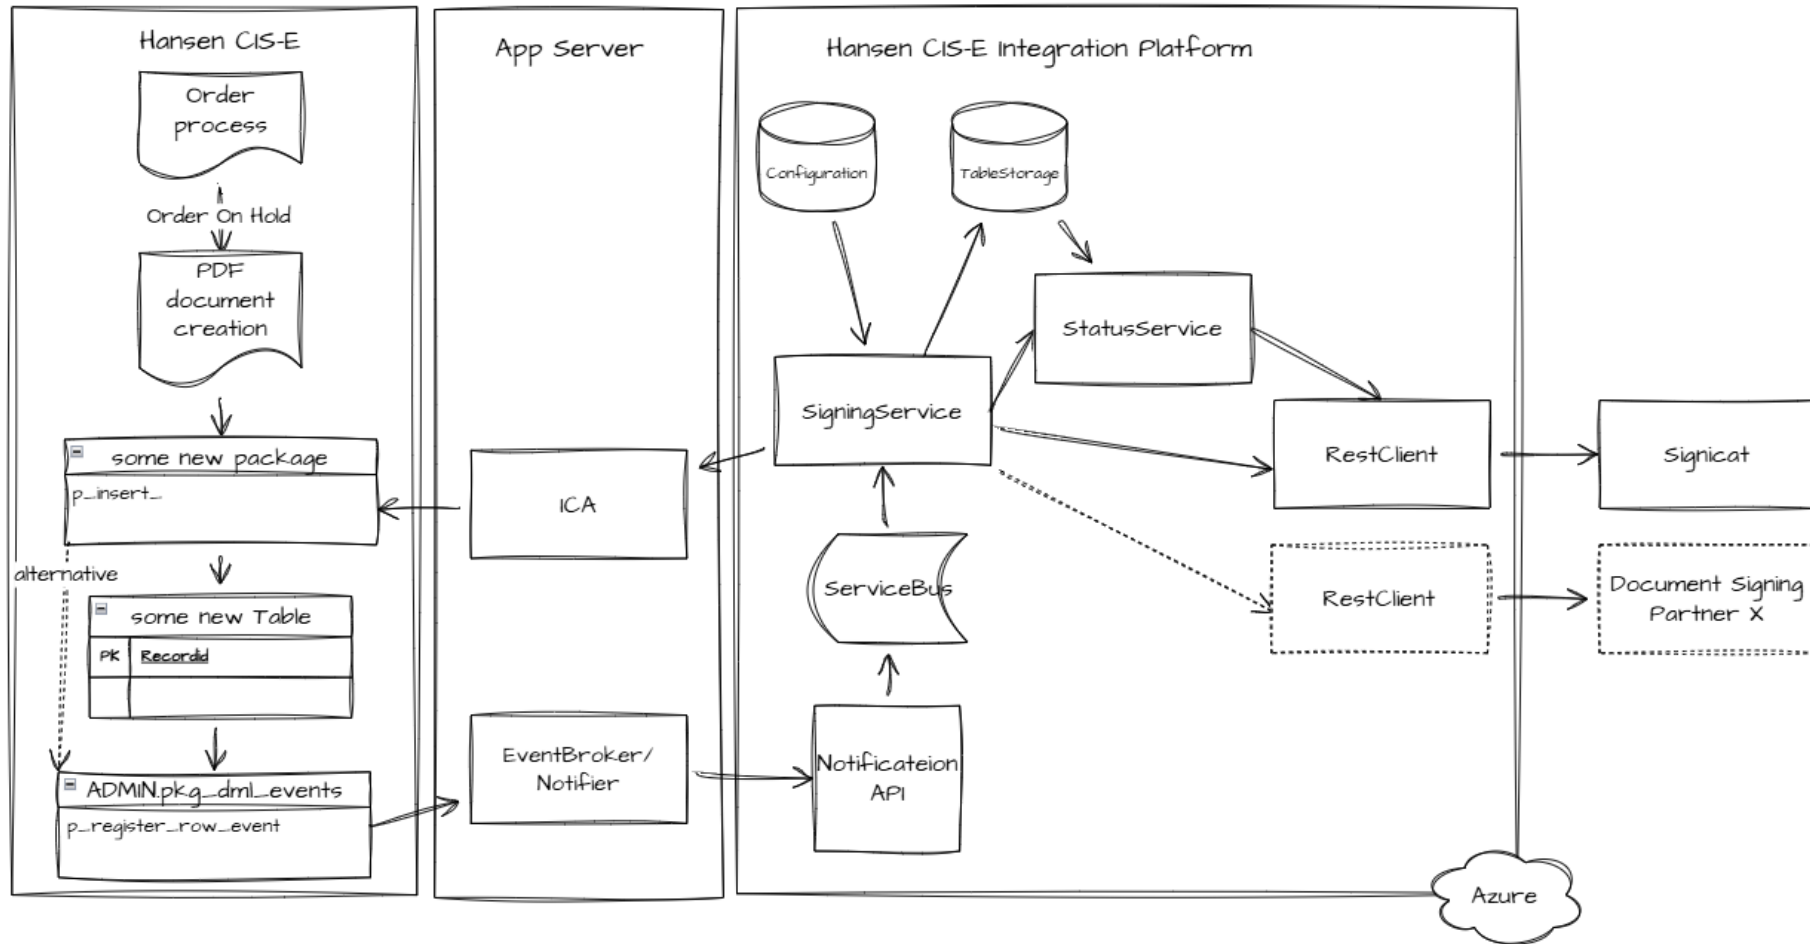 Hansen CIS-E
Order
process
Order On Hold
PDF
document
creation
some new package
p_insert_
alternative
some new Table
PK
RecordId
ADMIN.pkg_dml_events
p_register_row_event
App Server
ICA
EventBroker/
Notifier
Hansen CIS-E Integration Platform
Configuration
TableStorage
StatusService
SigningService
RestClient
ServiceBus
RestClient
Notificateion
API
Signicat
Document Signing
Partner X
Azure